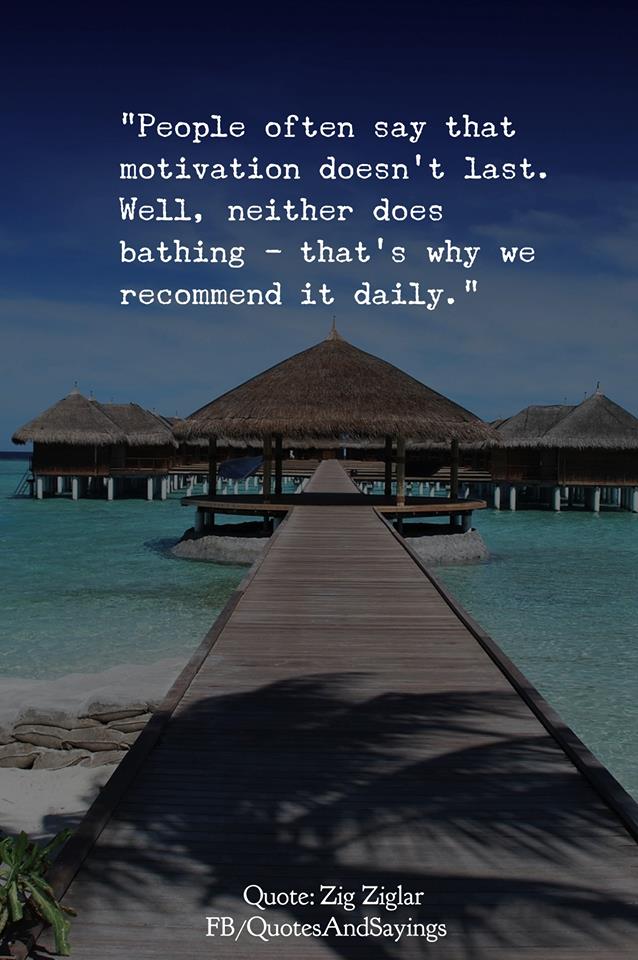 "People often say that
motivation doesn't last.
Well, neither does
bathing - that's why we
recommend it daily."
Quote: Zig Ziglar
FB/QuotesAndSayings